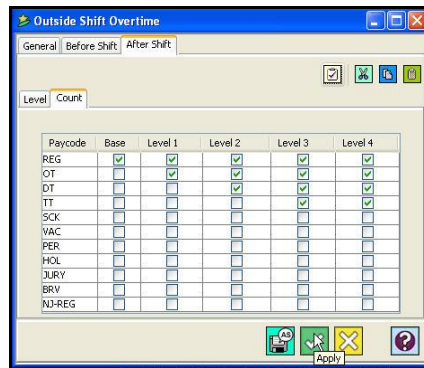 Outside Shift Overtime
General Before Shift After Shift
Level Count
Paycode Base Level 1 Level 2 Level 3 Level 4
REG
OT
DT
TT
SCK
VAC
PER
HOL
JURY
BRV
NJ-REG
AS
?
Apply